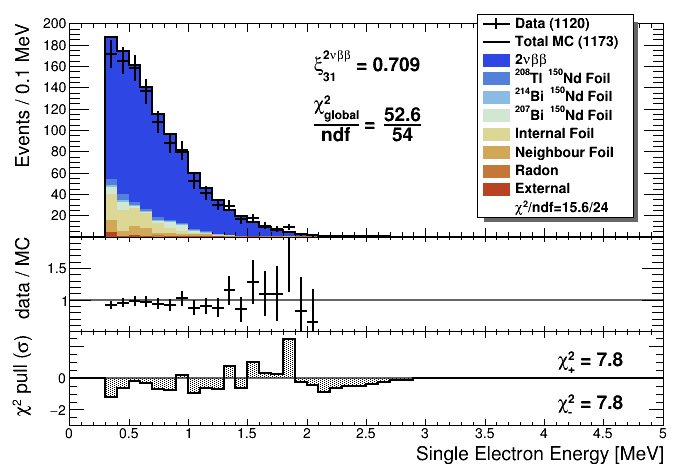 Events / 0.1 MeV
200
180
160
140
120
100
80
60
40
20
ξ³¹ ²νββ = 0.709
χ²global / ndf = 52.6 / 54
Data (1120)
Total MC (1173)
2νββ
²⁰⁸Tl ¹⁵⁰Nd Foil
²¹⁴Bi ¹⁵⁰Nd Foil
²⁰⁷Bi ¹⁵⁰Nd Foil
Internal Foil
Neighbour Foil
Radon
External
χ²/ndf=15.6/24
data / MC
1.5
1
χ² pull (σ)
0
−2
χ²₊ = 7.8
χ²₋ = 7.8
0 0.5 1 1.5 2 2.5 3 3.5 4 4.5 5
Single Electron Energy [MeV]